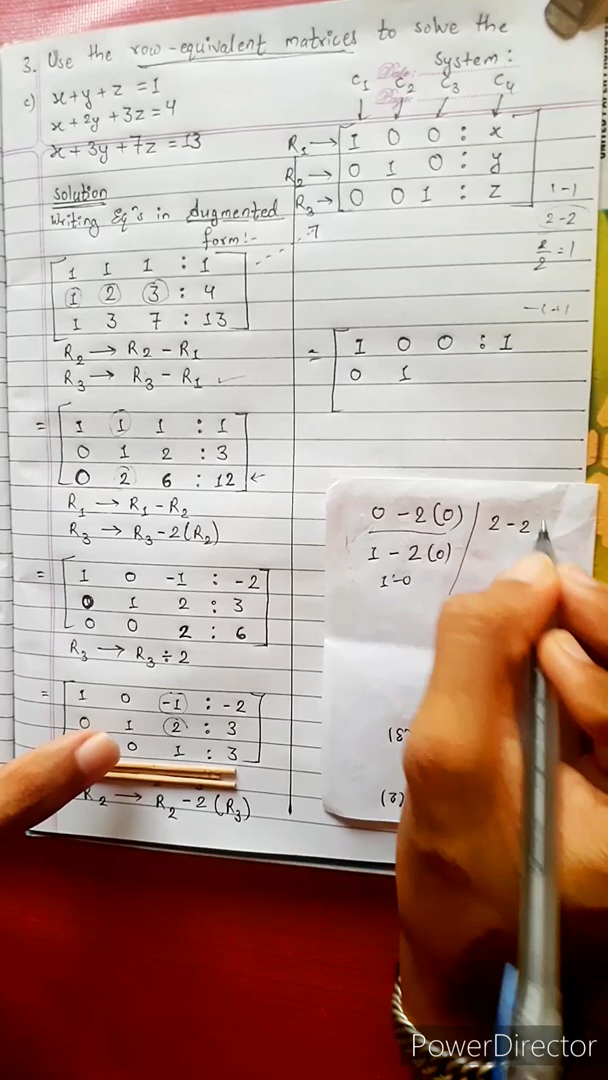 3. Use the row-equivalent matrices to solve the
System:
c) x+y+z=1
x+2y+3z=4
x+3y+7z=13
Solution
Writing Eqⁿs in augmented
form:-
1 1 1 : 1
1 2 3 : 4
1 3 7 : 13
R2 → R2 - R1
R3 → R3 - R1 ✓
= 1 1 1 : 1
0 1 2 : 3
0 2 6 : 12 ←
R1 → R1 - R2
R3 → R3 - 2(R2)
= 1 0 -1 : -2
0 1 2 : 3
0 0 2 : 6
R3 → R3 ÷ 2
= 1 0 -1 : -2
0 1 2 : 3
0 1 : 3
R2 → R2 - 2(R3)
C1 C2 C3 C4
R1 → 1 0 0 : x
R2 → 0 1 0 : y
R3 → 0 0 1 : z
1-1
2-2
2/2 = 1
= 1 0 0 : 1
0 1
0 - 2(0)
1 - 2(0)
1-0
2 - 2
PowerDirector